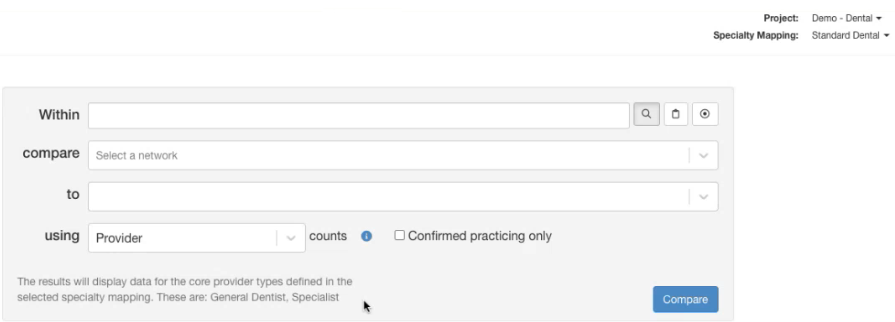 Project: Demo - Dental
Specialty Mapping: Standard Dental
Within
compare Select a network
to
using Provider counts Confirmed practicing only
The results will display data for the core provider types defined in the
selected specialty mapping. These are: General Dentist, Specialist
Compare